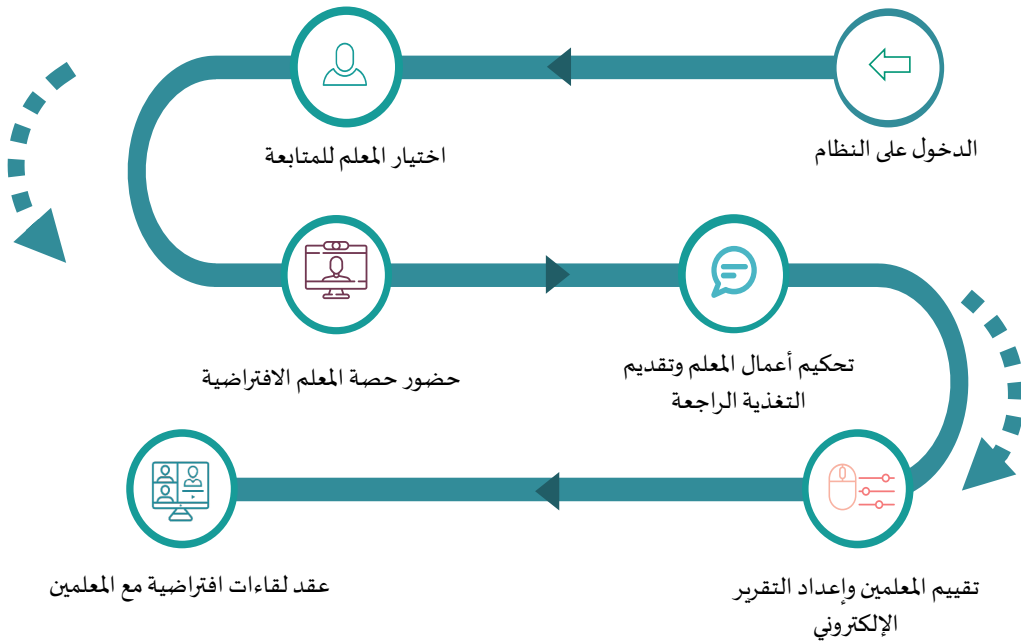 الدخول على النظام
اختيار المعلم للمتابعة
حضور حصة المعلم الافتراضية
تحكيم أعمال المعلم وتقديم
التغذية الراجعة
تقييم المعلمين وإعداد التقرير
الإلكتروني
عقد لقاءات افتراضية مع المعلمين